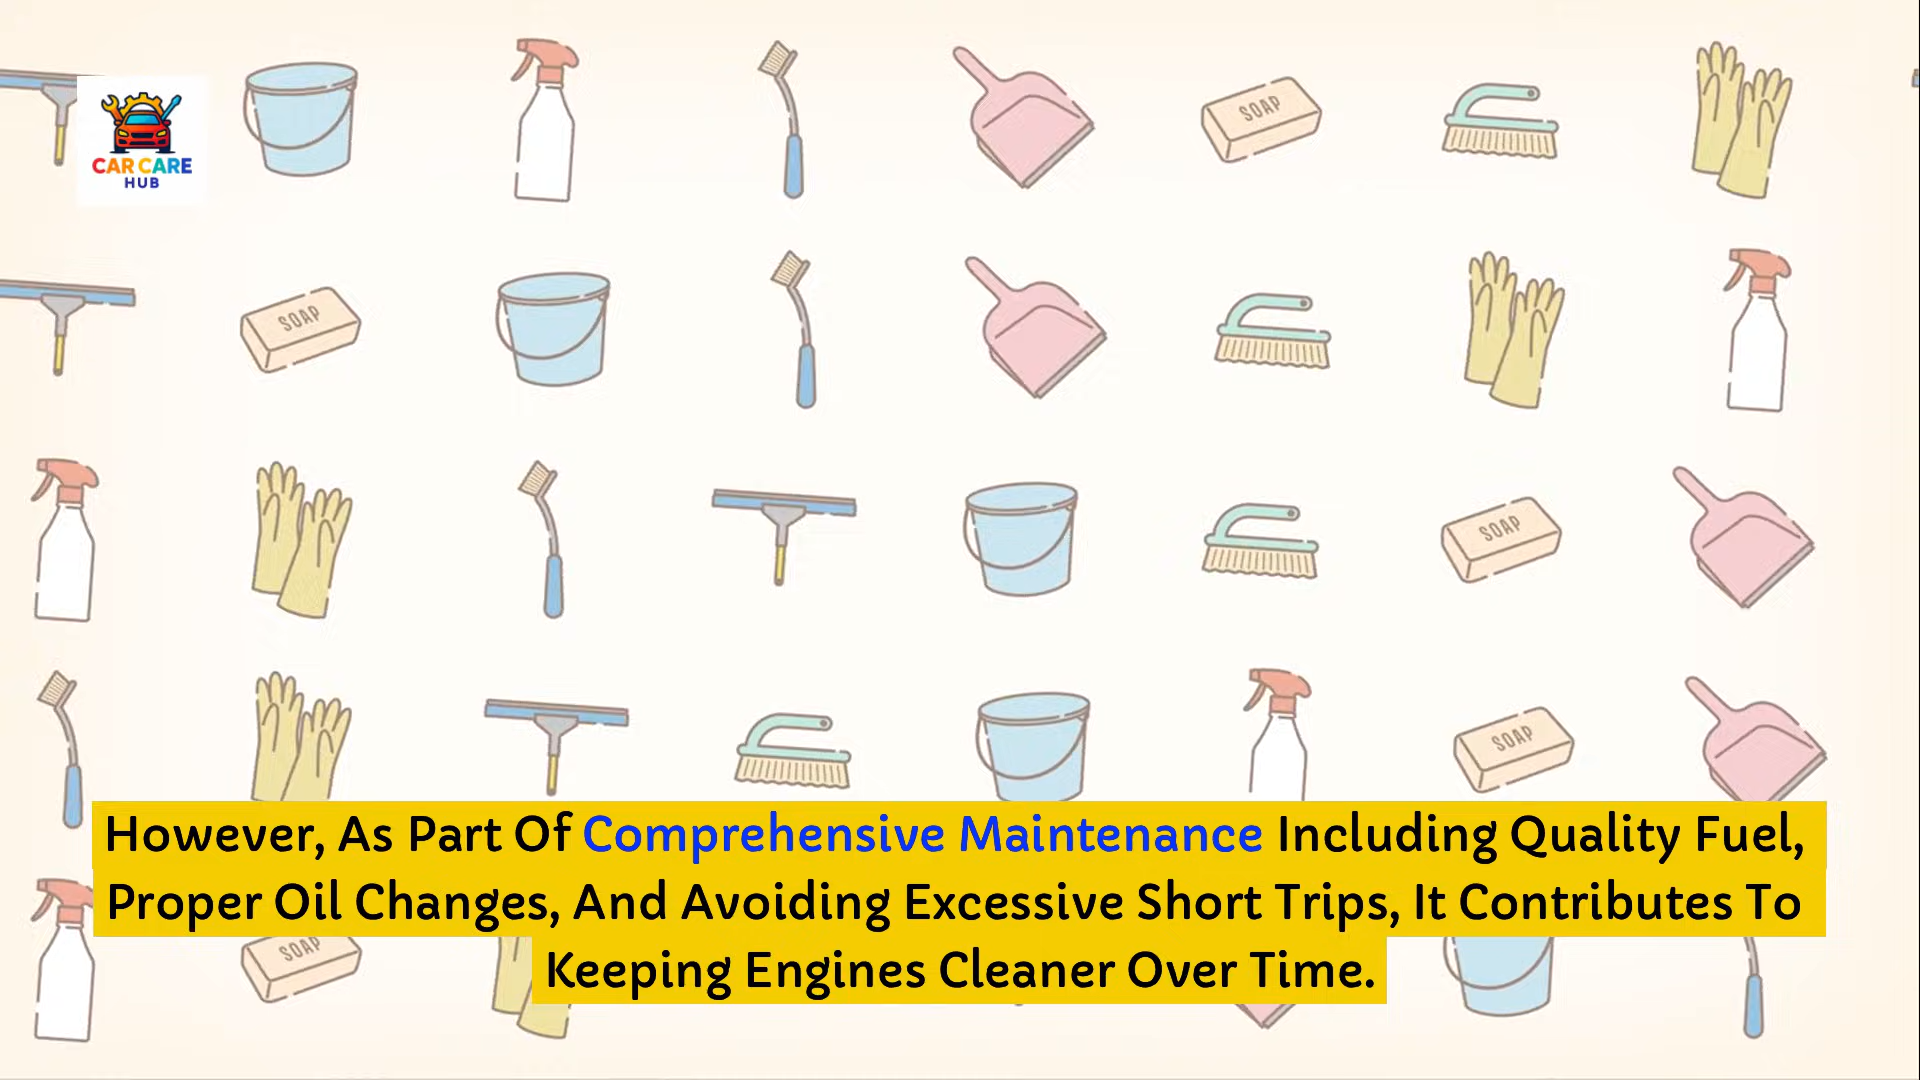 CAR CARE
HUB
SOAP
SOAP
SOAP
SOAP
However, As Part Of Comprehensive Maintenance Including Quality Fuel,
Proper Oil Changes, And Avoiding Excessive Short Trips, It Contributes To
SOAP
Keeping Engines Cleaner Over Time.